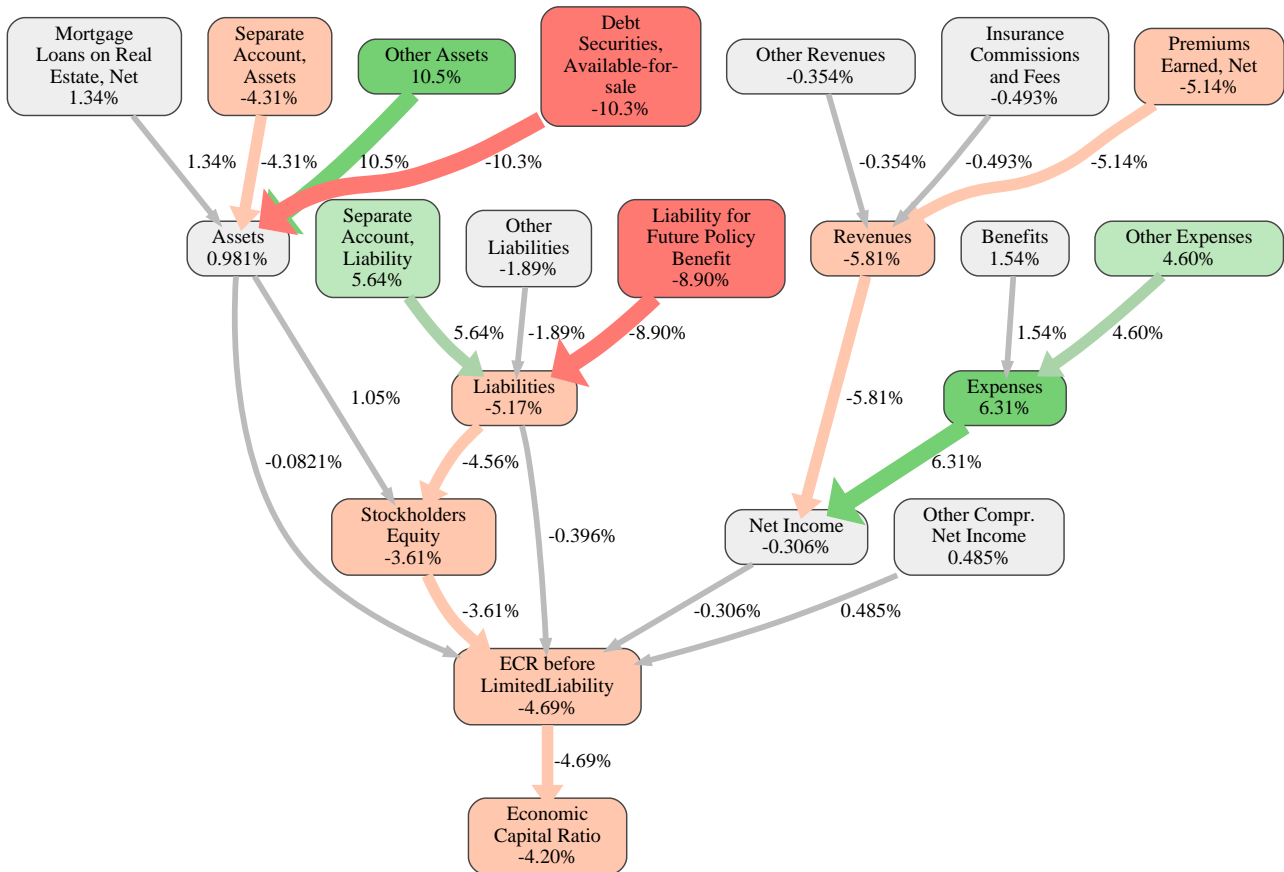 Mortgage
Loans on Real
Estate, Net
1.34%
Separate
Account,
Assets
-4.31%
Other Assets
10.5%
Debt
Securities,
Available-for-
sale
-10.3%
Other Revenues
-0.354%
Insurance
Commissions
and Fees
-0.493%
Premiums
Earned, Net
-5.14%
1.34%
-4.31%
10.5%
-10.3%
-0.354%
-0.493%
-5.14%
Assets
0.981%
Separate
Account,
Liability
5.64%
Other
Liabilities
-1.89%
Liability for
Future Policy
Benefit
-8.90%
Revenues
-5.81%
Benefits
1.54%
Other Expenses
4.60%
5.64%
-1.89%
-8.90%
1.54%
4.60%
Liabilities
-5.17%
Expenses
6.31%
1.05%
-5.81%
-0.0821%
-4.56%
6.31%
Stockholders
Equity
-3.61%
-0.396%
Net Income
-0.306%
Other Compr.
Net Income
0.485%
-3.61%
-0.306%
0.485%
ECR before
LimitedLiability
-4.69%
-4.69%
Economic
Capital Ratio
-4.20%